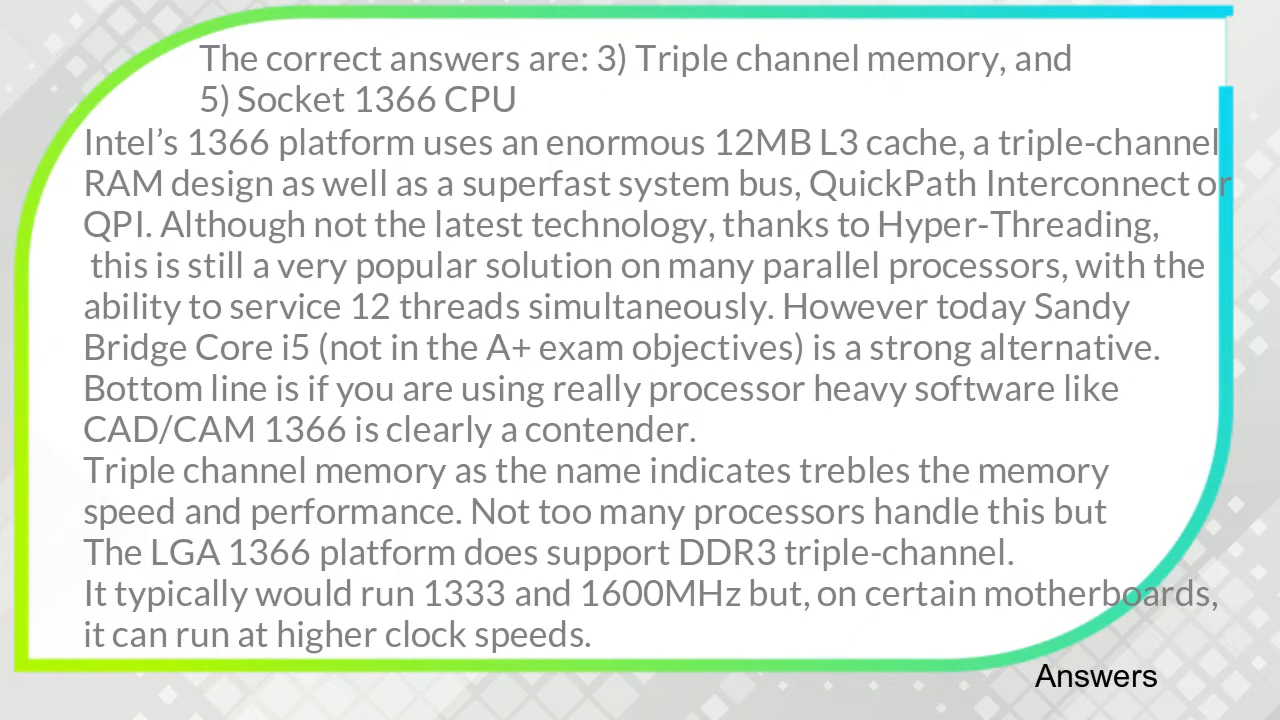 The correct answers are: 3) Triple channel memory, and
5) Socket 1366 CPU
Intel’s 1366 platform uses an enormous 12MB L3 cache, a triple-channel
RAM design as well as a superfast system bus, QuickPath Interconnect or
QPI. Although not the latest technology, thanks to Hyper-Threading,
this is still a very popular solution on many parallel processors, with the
ability to service 12 threads simultaneously. However today Sandy
Bridge Core i5 (not in the A+ exam objectives) is a strong alternative.
Bottom line is if you are using really processor heavy software like
CAD/CAM 1366 is clearly a contender.
Triple channel memory as the name indicates trebles the memory
speed and performance. Not too many processors handle this but
The LGA 1366 platform does support DDR3 triple-channel.
It typically would run 1333 and 1600MHz but, on certain motherboards,
it can run at higher clock speeds.
Answers